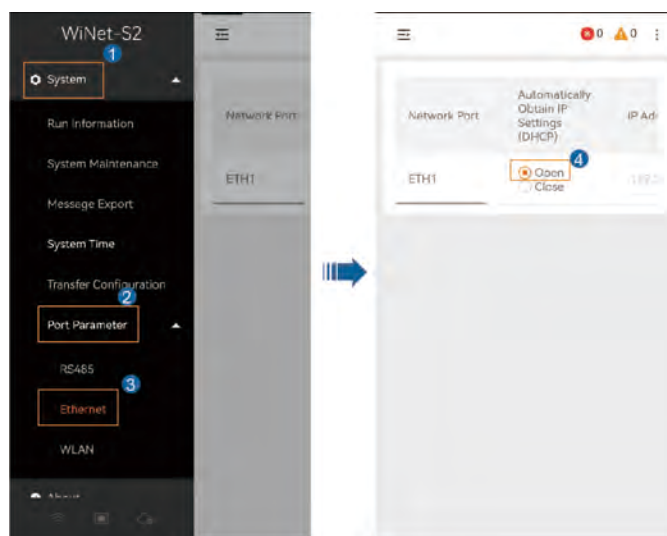 WiNet-S2
1
System
Run Information
System Maintenance
Message Export
System Time
Transfer Configuration
2
Port Parameter
RS485
3
Ethernet
WLAN
About
Network Port
ETH1
0 0
Network Port
Automatically
Obtain IP
Settings
(DHCP)
IP Ad
4
ETH1
Open
Close